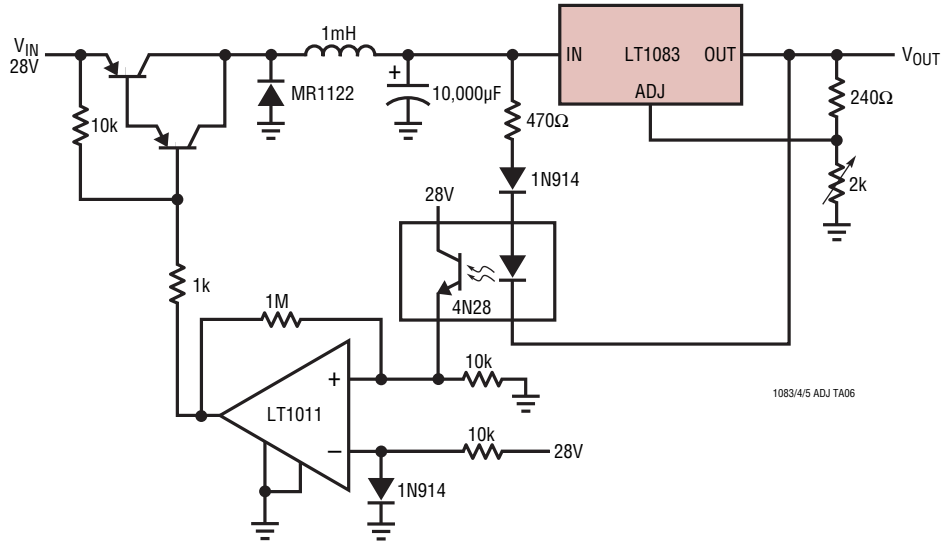 1mH
V_IN
28V
IN
LT1083
OUT
V_OUT
ADJ
MR1122
+
10,000µF
240Ω
10k
470Ω
1N914
2k
28V
4N28
1k
1M
+
10k
LT1011
1083/4/5 ADJ TA06
10k
–
28V
1N914